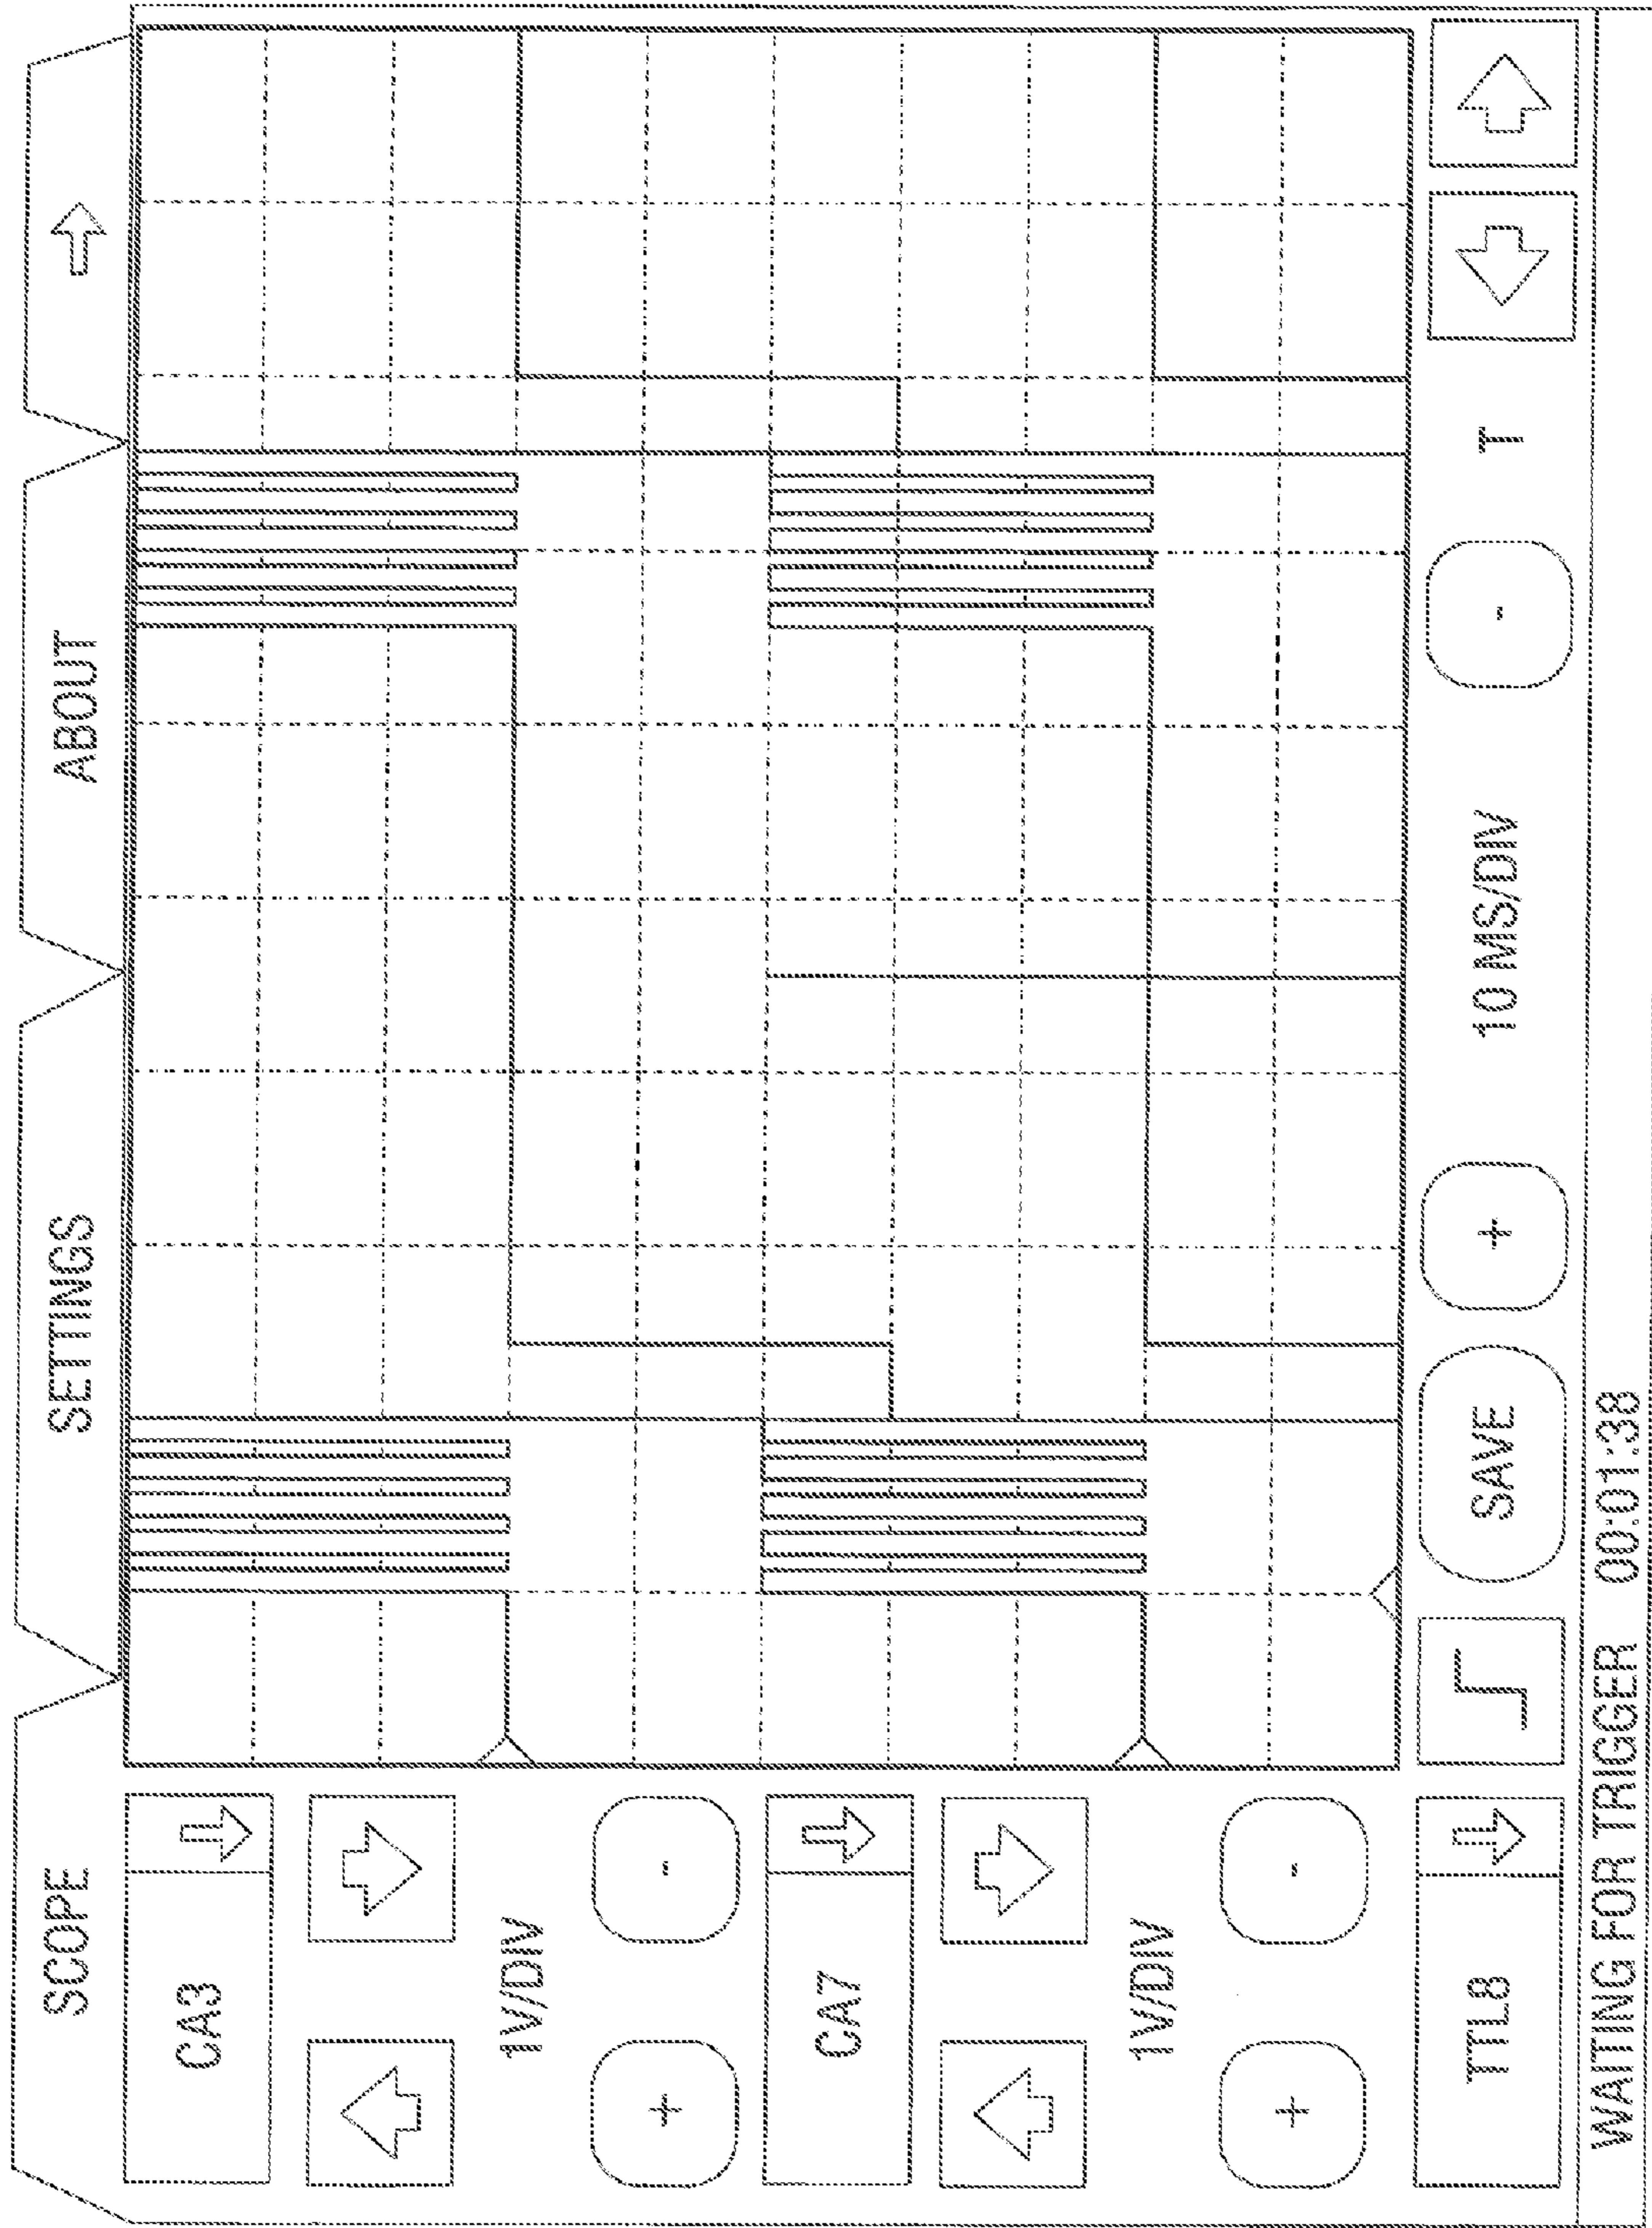 SCOPE
SETTINGS
ABOUT
CA3
1V/DIV
+
-
CA7
1V/DIV
+
-
TTL8
SAVE
+
10 MS/DIV
-
T
WAITING FOR TRIGGER 00:01:38